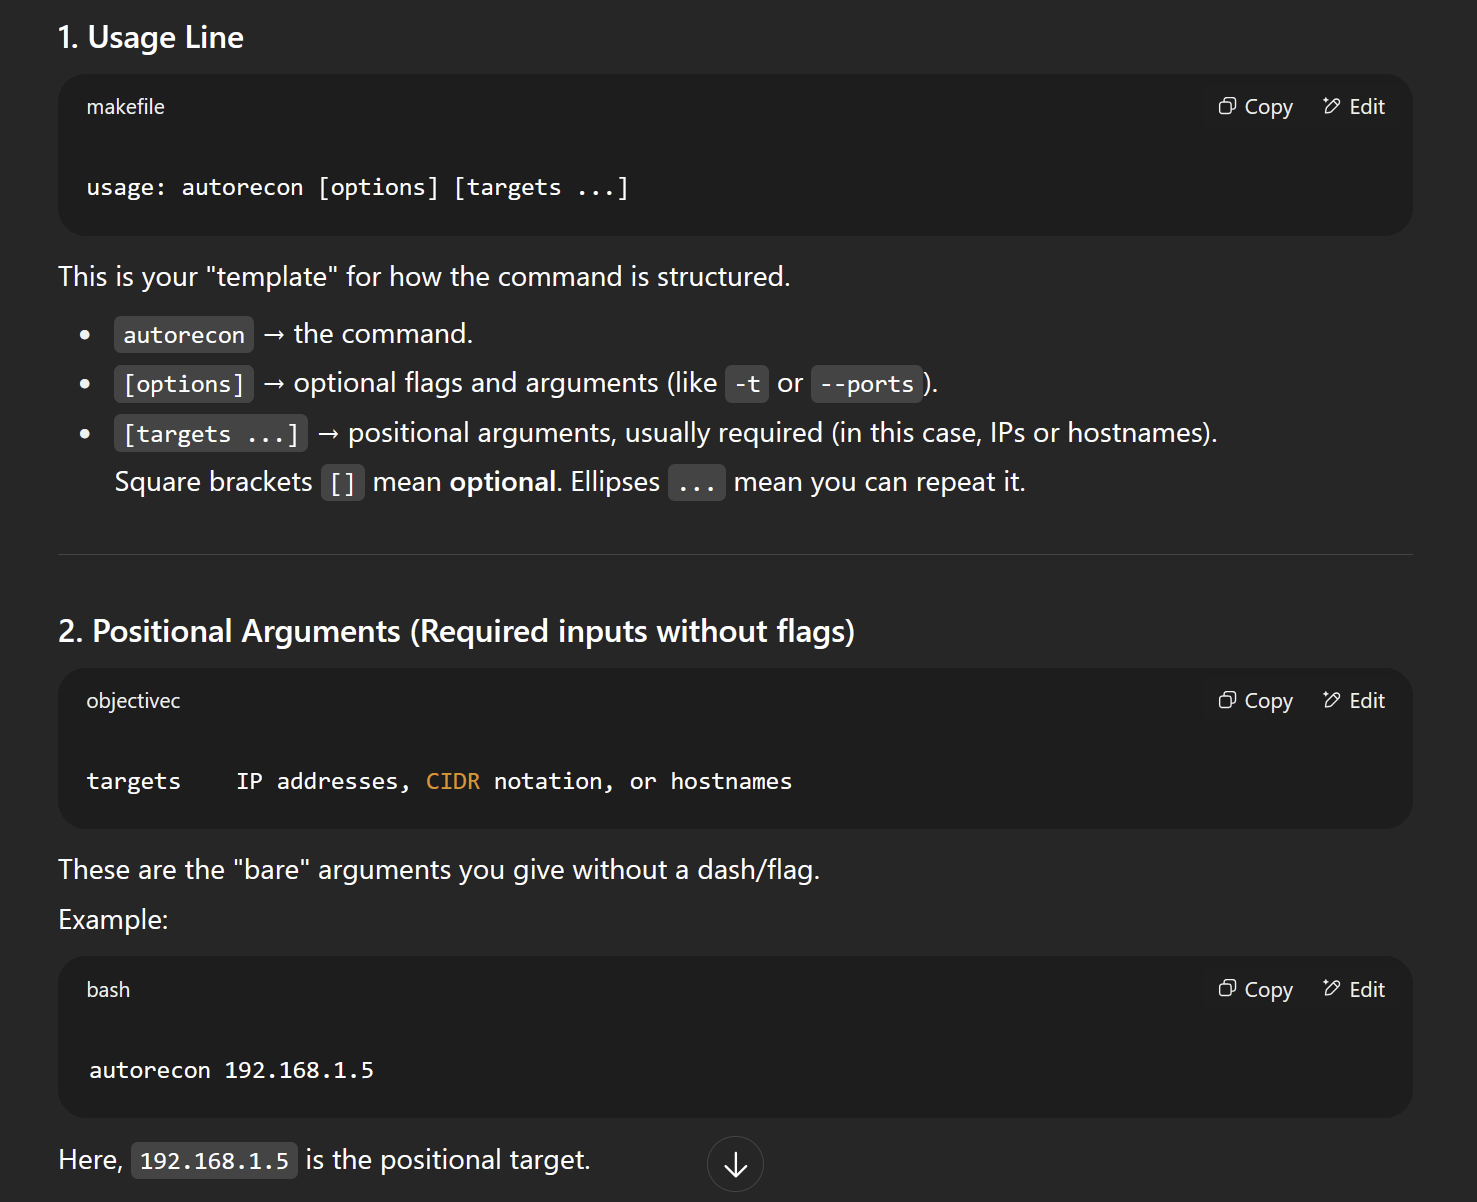 1. Usage Line
makefile
Copy
Edit
usage: autorecon [options] [targets ...]
This is your "template" for how the command is structured.
• autorecon → the command.
• [options] → optional flags and arguments (like -t or --ports).
• [targets ...] → positional arguments, usually required (in this case, IPs or hostnames).
Square brackets [] mean optional. Ellipses ... mean you can repeat it.
2. Positional Arguments (Required inputs without flags)
objectivec
Copy
Edit
targets    IP addresses, CIDR notation, or hostnames
These are the "bare" arguments you give without a dash/flag.
Example:
bash
Copy
Edit
autorecon 192.168.1.5
Here, 192.168.1.5 is the positional target.